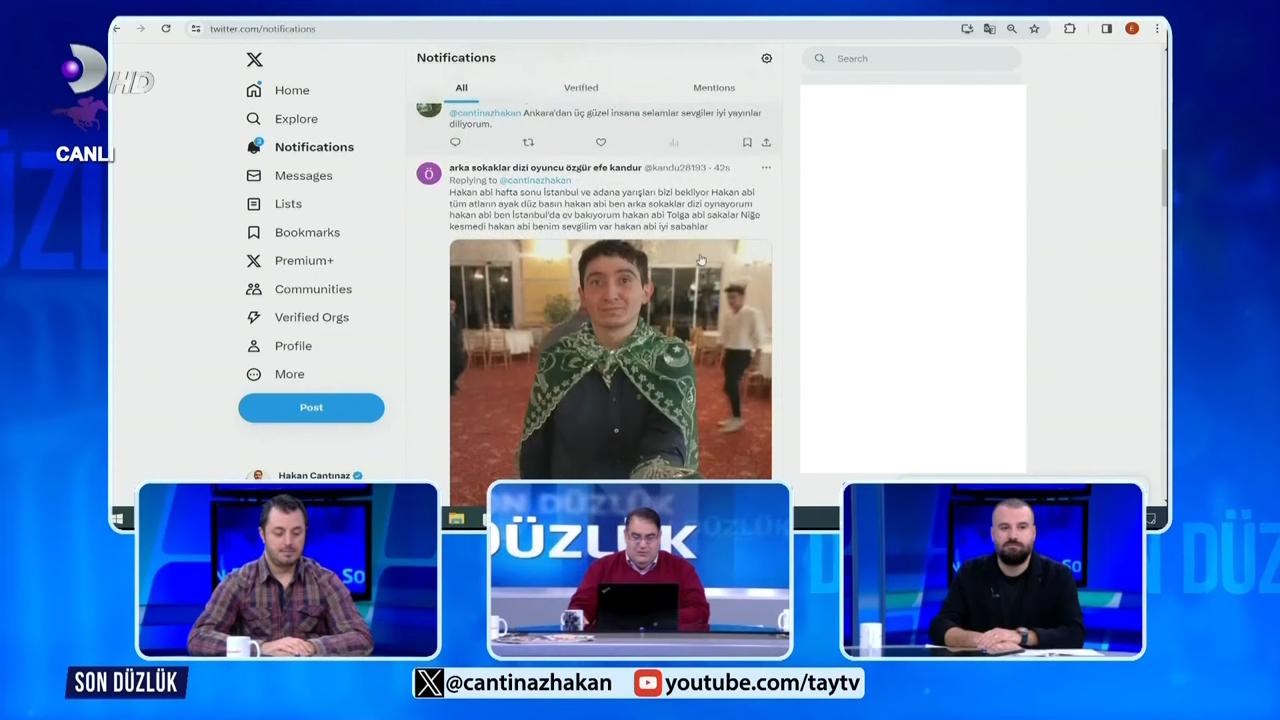 twitter.com/notifications
HD
CANLI
Home
Explore
Notifications
Messages
Lists
Bookmarks
Premium+
Communities
Verified Orgs
Profile
More
Post
Hakan Cantınaz
Notifications
All Verified Mentions
@cantinazhakan Ankara'dan üç güzel insana selamlar sevgiler iyi yayınlar
diliyorum.
Ö
arka sokaklar dizi oyuncu özgür efe kandur @kandu28193 · 42s
Replying to @cantinazhakan
Hakan abi hafta sonu İstanbul ve adana yarışları bizi bekliyor Hakan abi
tüm atların ayak düz basın hakan abi ben arka sokaklar dizi oynayorum
hakan abi ben İstanbul'da ev bakıyorum hakan abi Tolga abi sakalar Niğe
kesmedi hakan abi benim sevgilim var hakan abi iyi sabahlar
Search
E
So
SON DÜZLÜK
DÜZLÜK
So
SON DÜZLÜK
@cantinazhakan
youtube.com/taytv